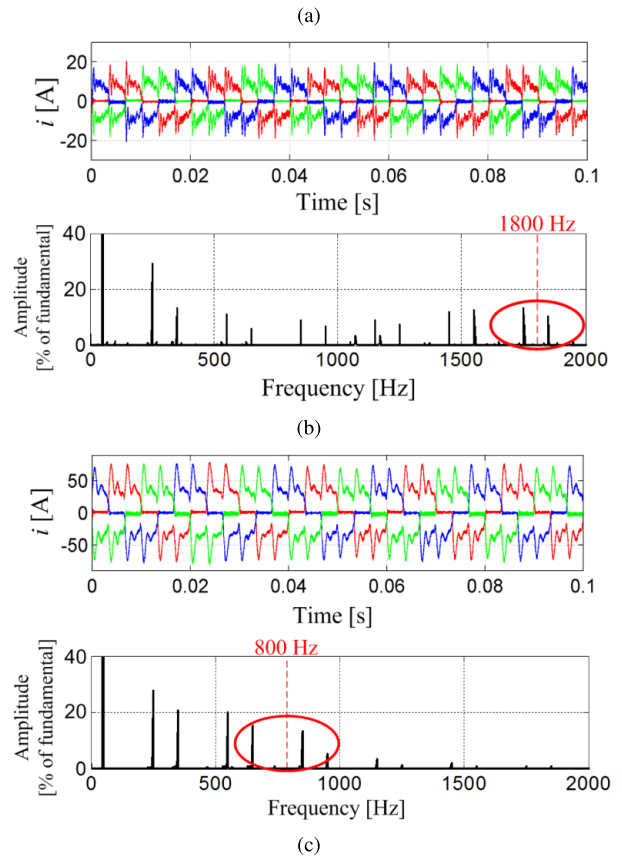 (a)
20
0
-20
i [A]
0 0.02 0.04 0.06 0.08 0.1
Time [s]
1800 Hz
40
20
0
Amplitude
[% of fundamental]
0 500 1000 1500 2000
Frequency [Hz]
(b)
50
0
-50
i [A]
0 0.02 0.04 0.06 0.08 0.1
Time [s]
800 Hz
40
20
0
Amplitude
[% of fundamental]
0 500 1000 1500 2000
Frequency [Hz]
(c)